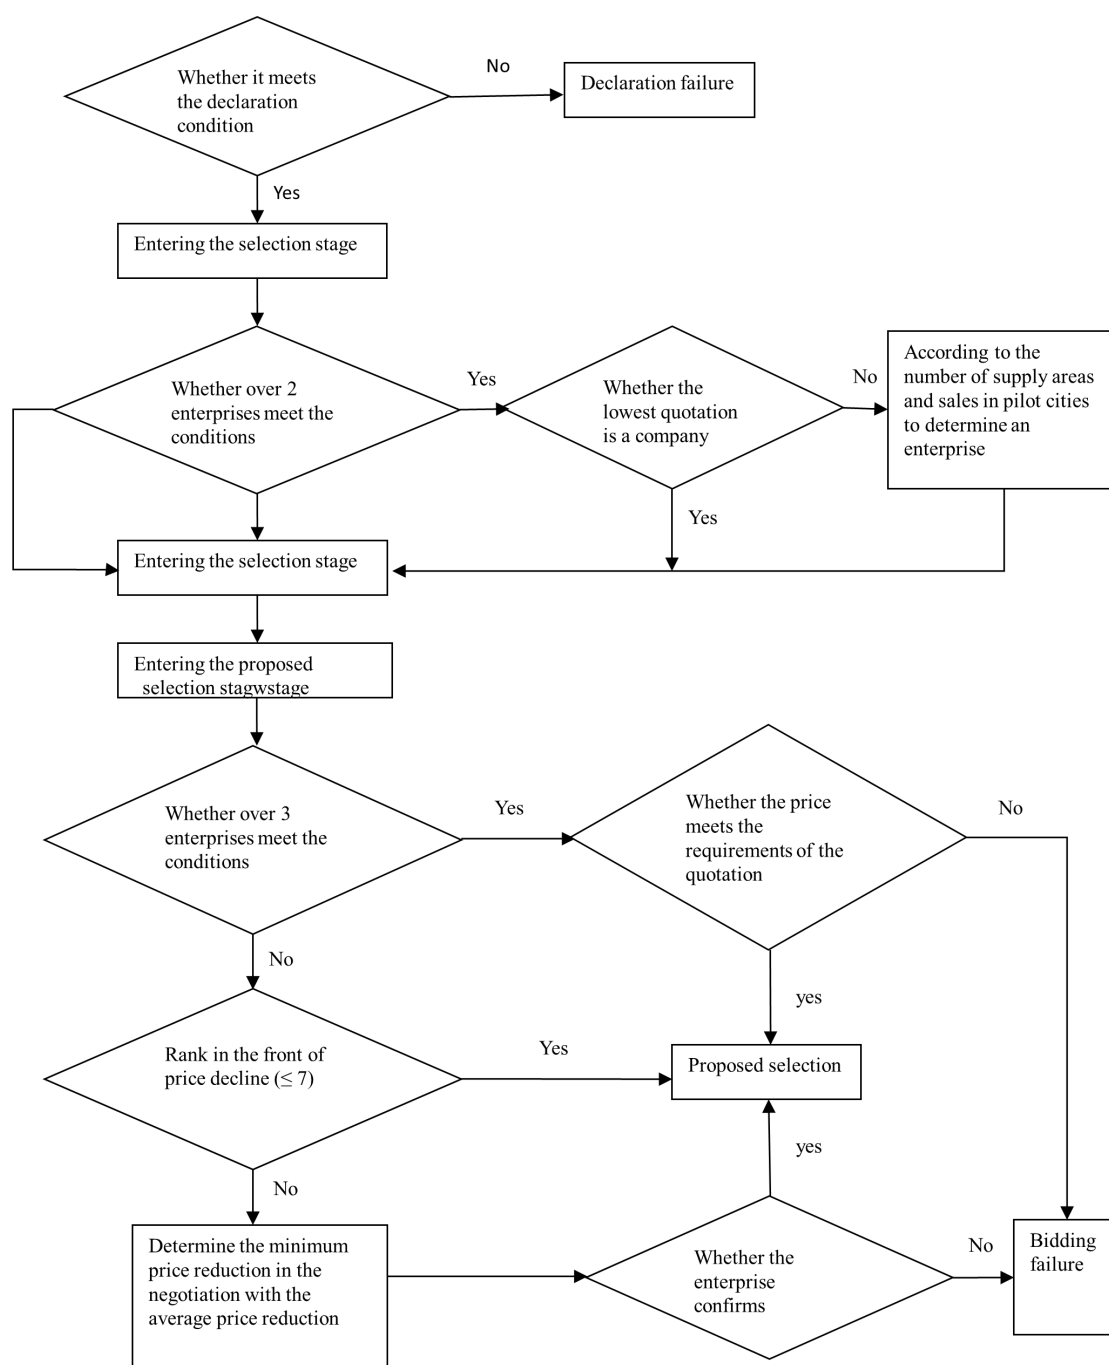 Whether it meets
the declaration
condition
No
Declaration failure
Yes
Entering the selection stage
Whether over 2
enterprises meet the
conditions
Yes
Whether the
lowest quotation
is a company
No
According to the
number of supply areas
and sales in pilot cities
to determine an
enterprise
Yes
Entering the selection stage
Entering the proposed
selection stagwstage
Whether over 3
enterprises meet the
conditions
Yes
Whether the price
meets the
requirements of the
quotation
No
No
yes
Rank in the front of
price decline (≤ 7)
Yes
Proposed selection
yes
No
Determine the minimum
price reduction in the
negotiation with the
average price reduction
Whether the
enterprise
confirms
No
Bidding
failure